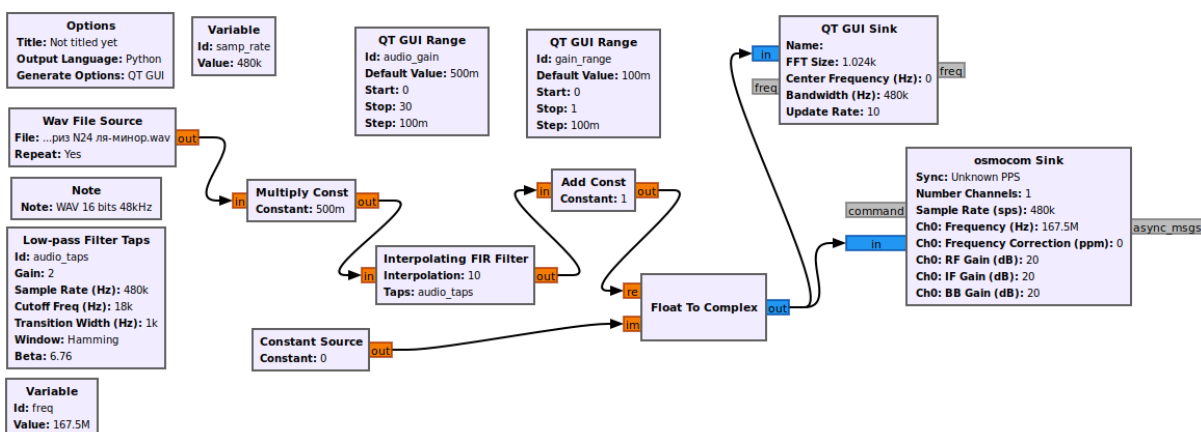 Options
Title: Not titled yet
Output Language: Python
Generate Options: QT GUI
Variable
Id: samp_rate
Value: 480k
QT GUI Range
Id: audio_gain
Default Value: 500m
Start: 0
Stop: 30
Step: 100m
QT GUI Range
Id: gain_range
Default Value: 100m
Start: 0
Stop: 1
Step: 100m
QT GUI Sink
Name:
FFT Size: 1.024k
Center Frequency (Hz): 0
Bandwidth (Hz): 480k
Update Rate: 10
in
freq
freq
Wav File Source
File: ...риз N24 ля-минор.wav
Repeat: Yes
out
Note
Note: WAV 16 bits 48kHz
in
Multiply Const
Constant: 500m
out
in
Add Const
Constant: 1
out
osmocom Sink
Sync: Unknown PPS
Number Channels: 1
Sample Rate (sps): 480k
Ch0: Frequency (Hz): 167.5M
Ch0: Frequency Correction (ppm): 0
Ch0: RF Gain (dB): 20
Ch0: IF Gain (dB): 20
Ch0: BB Gain (dB): 20
command
in
async_msgs
Low-pass Filter Taps
Id: audio_taps
Gain: 2
Sample Rate (Hz): 480k
Cutoff Freq (Hz): 18k
Transition Width (Hz): 1k
Window: Hamming
Beta: 6.76
in
Interpolating FIR Filter
Interpolation: 10
Taps: audio_taps
out
re
im
Float To Complex
out
Constant Source
Constant: 0
out
Variable
Id: freq
Value: 167.5M